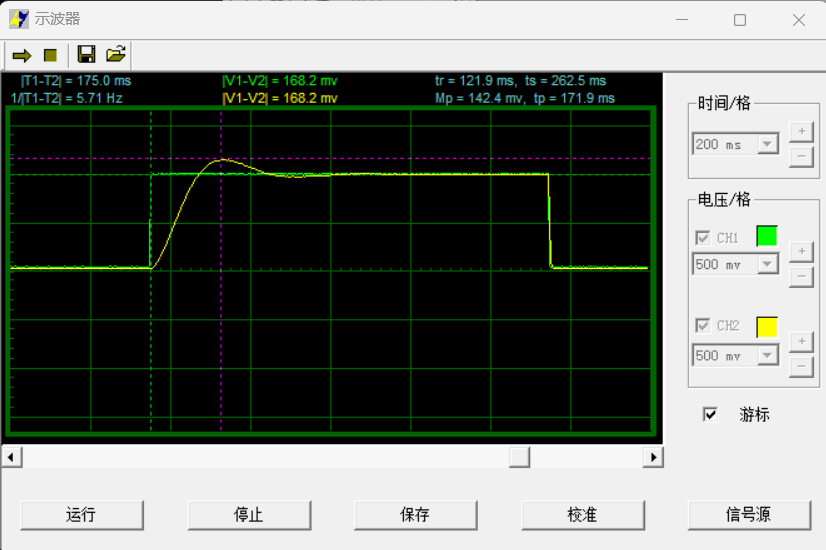 示波器
|T1-T2| = 175.0 ms |V1-V2| = 168.2 mv tr = 121.9 ms, ts = 262.5 ms
1/|T1-T2| = 5.71 Hz |V1-V2| = 168.2 mv Mp = 142.4 mv, tp = 171.9 ms
时间/格
+
200 ms
−
电压/格
CH1
+
500 mv
−
CH2
+
500 mv
−
游标
运行 停止 保存 校准 信号源